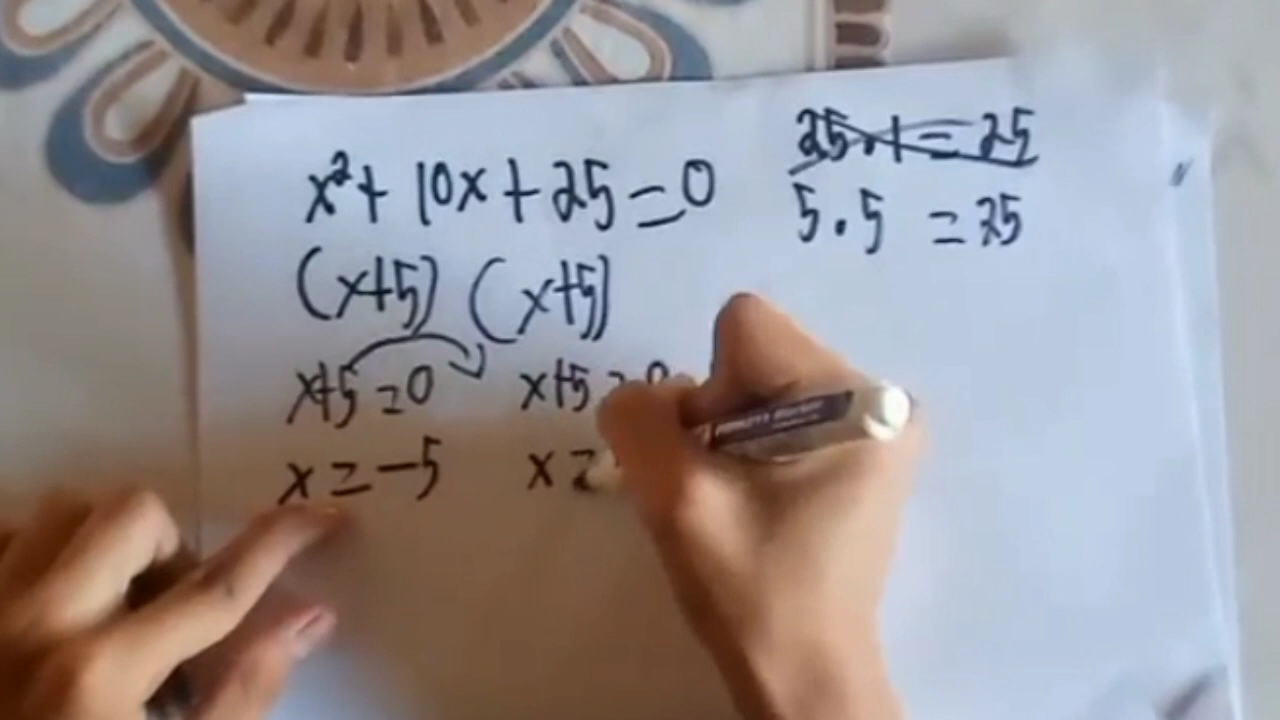 x²+ 10x + 25 = 0
(x+5) (x+5)
x+5 = 0 x+5 = 0
x = -5 x =
25 . 1 = 25
5 . 5 = 25